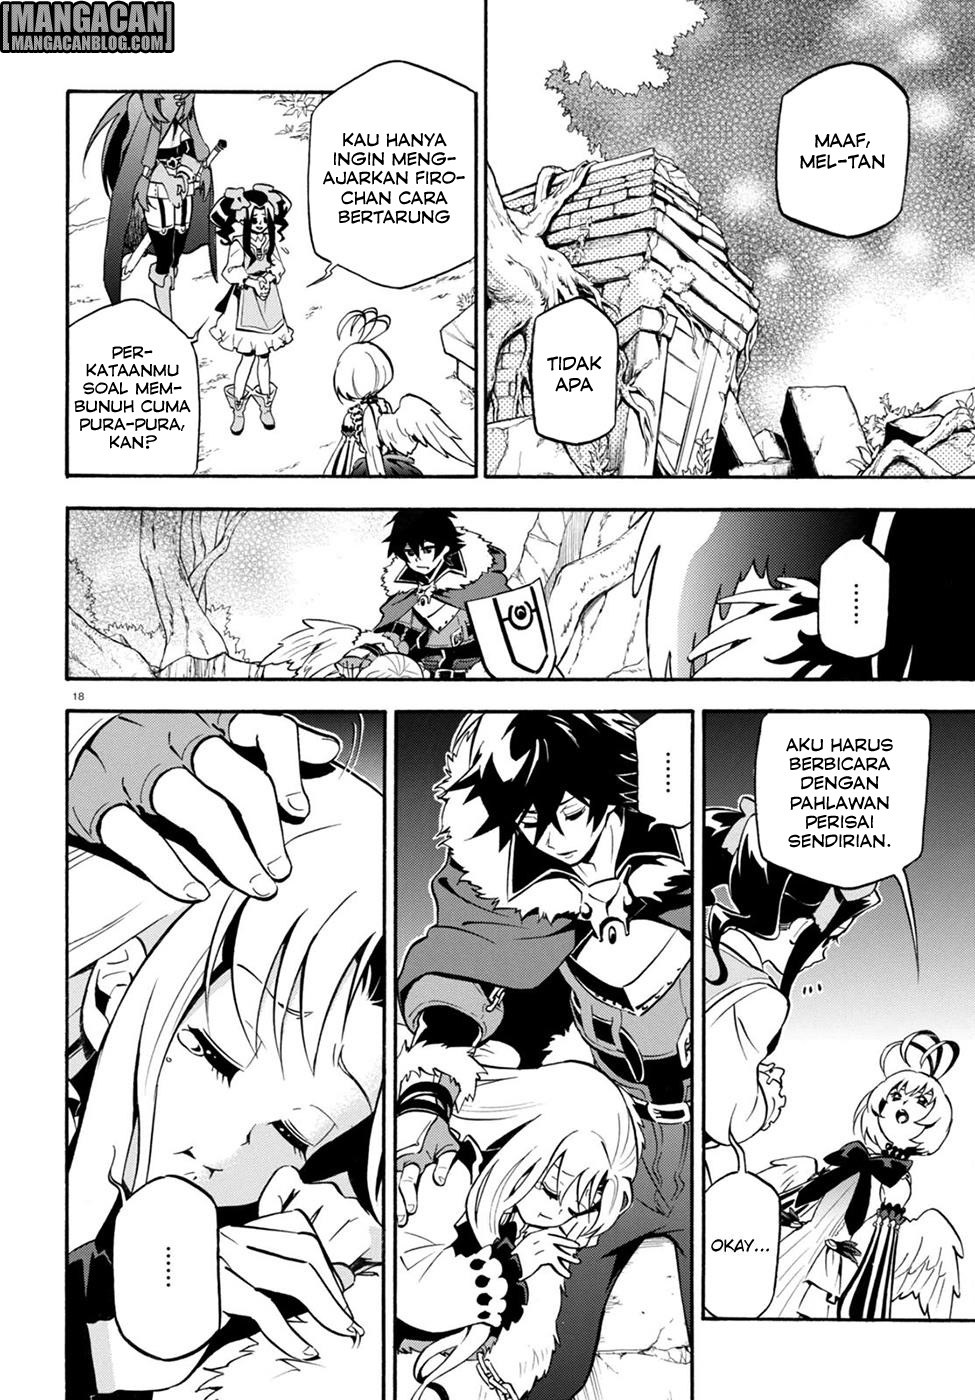 MANGACAN
MANGACANBLOG.COM
MAAF,
MEL-TAN
TIDAK
APA
KAU HANYA
INGIN MENG-
AJARKAN FIRO-
CHAN CARA
BERTARUNG
PER-
KATAANMU
SOAL MEM-
BUNUH CUMA
PURA-PURA,
KAN?
......
18
AKU HARUS
BERBICARA
DENGAN
PAHLAWAN
PERISAI
SENDIRIAN.
OKAY...
......
......